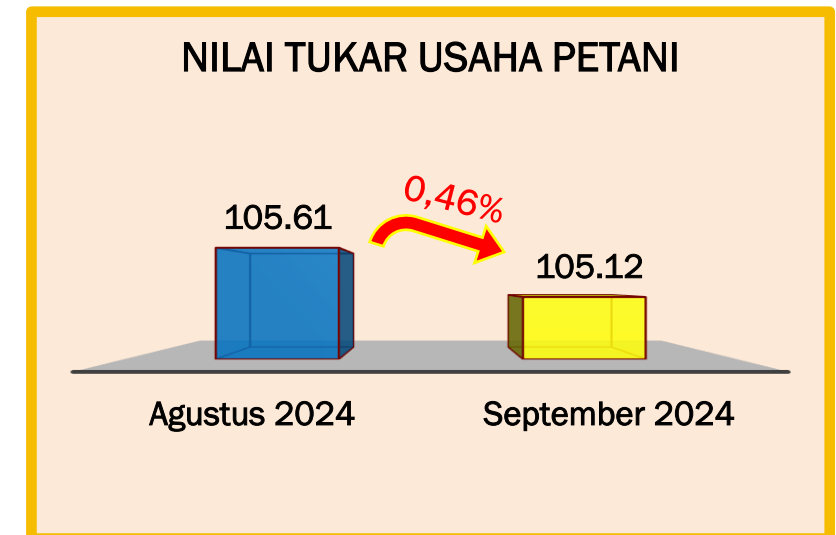 NILAI TUKAR USAHA PETANI
0,46%
105.61
105.12
Agustus 2024
September 2024